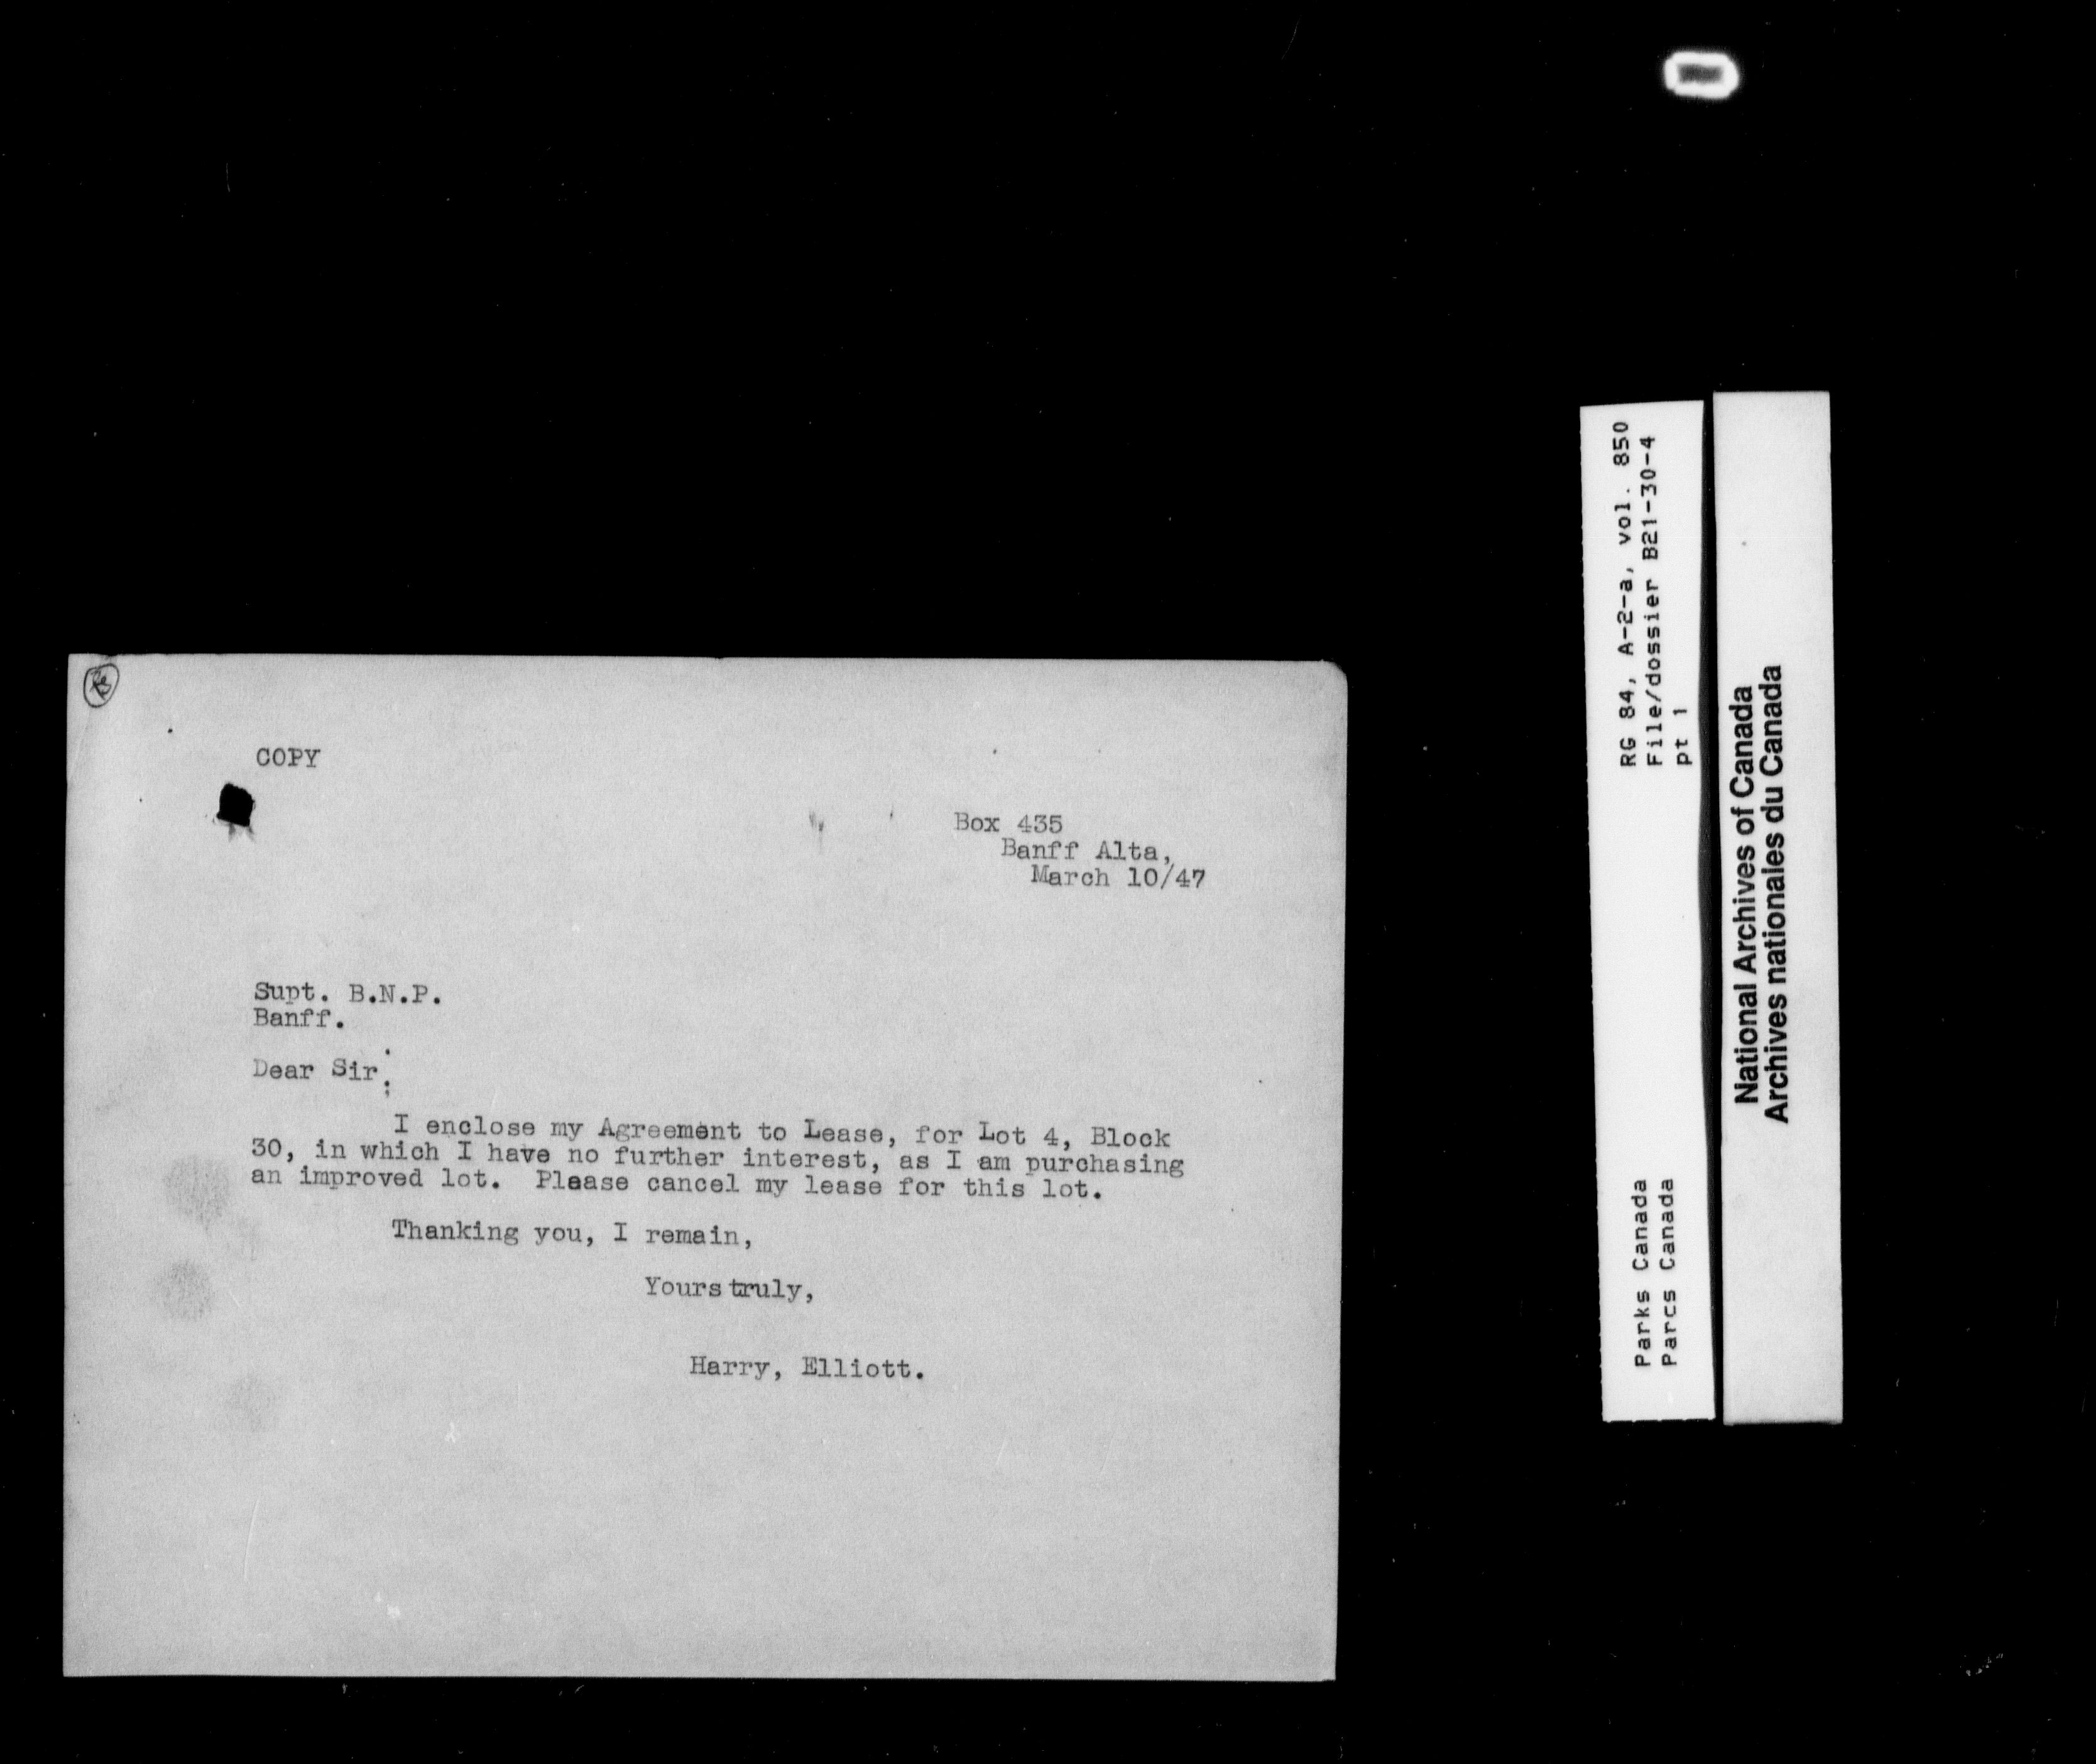 COPY
Box 435
Banff Alta,
March 10/47
Supt. B.N.P.
Banff.
Dear Sir:
I enclose my Agreement to Lease, for Lot 4, Block
30, in which I have no further interest, as I am purchasing
an improved lot. Please cancel my lease for this lot.
Thanking you, I remain,
Yours truly,
Harry, Elliott.
RG 84, A-2-a, vol. 850
File/dossier B21-30-4
pt 1
Parks Canada
Parcs Canada
National Archives of Canada
Archives nationales du Canada